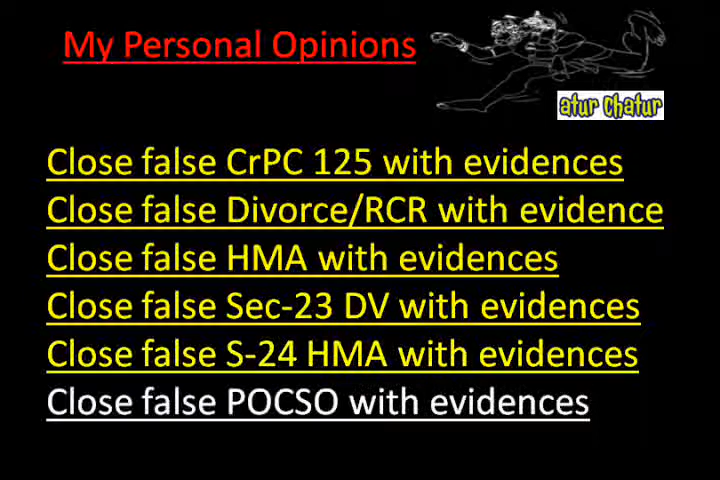 My Personal Opinions
atur Chatur
Close false CrPC 125 with evidences
Close false Divorce/RCR with evidence
Close false HMA with evidences
Close false Sec-23 DV with evidences
Close false S-24 HMA with evidences
Close false POCSO with evidences